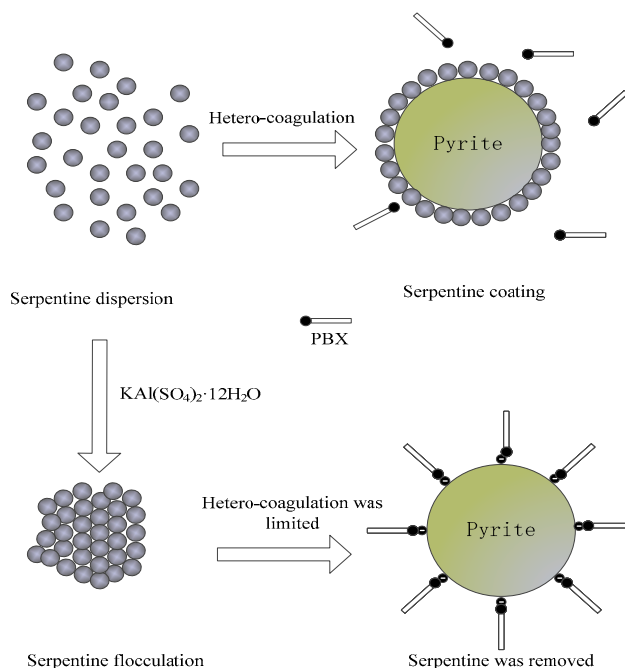 Hetero-coagulation
Pyrite
Serpentine dispersion
Serpentine coating
PBX
KAl(SO₄)₂·12H₂O
Hetero-coagulation was
limited
Pyrite
Serpentine flocculation
Serpentine was removed